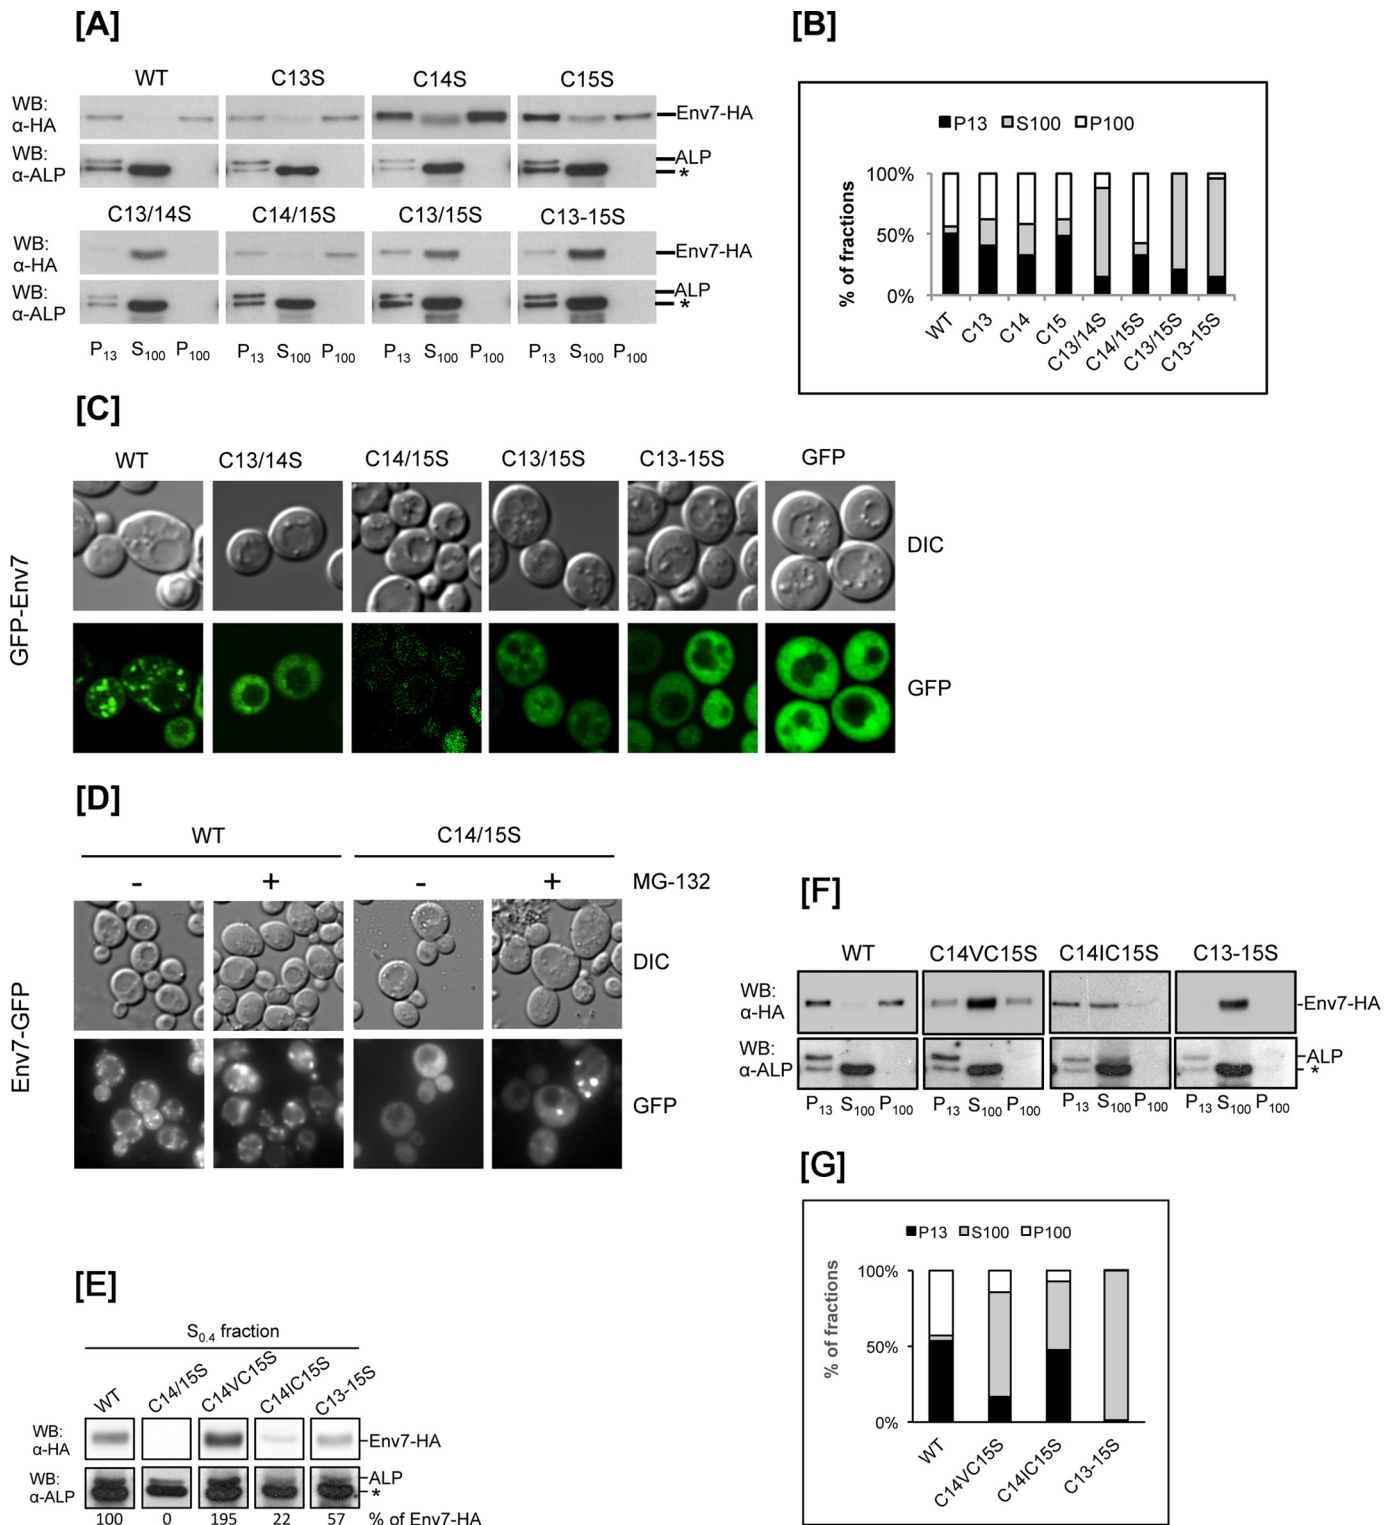 [A]
WT C13S C14S C15S
WB: α-HA Env7-HA
WB: α-ALP ALP *
C13/14S C14/15S C13/15S C13-15S
WB: α-HA Env7-HA
WB: α-ALP ALP *
P13 S100 P100 P13 S100 P100 P13 S100 P100 P13 S100 P100
[B]
P13 S100 P100
100%
50%
0%
% of fractions
WT C13 C14 C15 C13/14S C14/15S C13/15S C13-15S
[C]
WT C13/14S C14/15S C13/15S C13-15S GFP
GFP-Env7
DIC
GFP
[D]
WT C14/15S
- + - + MG-132
Env7-GFP
DIC
GFP
[E]
S0.4 fraction
WT C14/15S C14VC15S C14IC15S C13-15S
WB: α-HA Env7-HA
WB: α-ALP ALP *
100 0 195 22 57 % of Env7-HA
[F]
WT C14VC15S C14IC15S C13-15S
WB: α-HA Env7-HA
WB: α-ALP ALP *
P13 S100 P100 P13 S100 P100 P13 S100 P100 P13 S100 P100
[G]
P13 S100 P100
100%
50%
0%
% of fractions
WT C14VC15S C14IC15S C13-15S